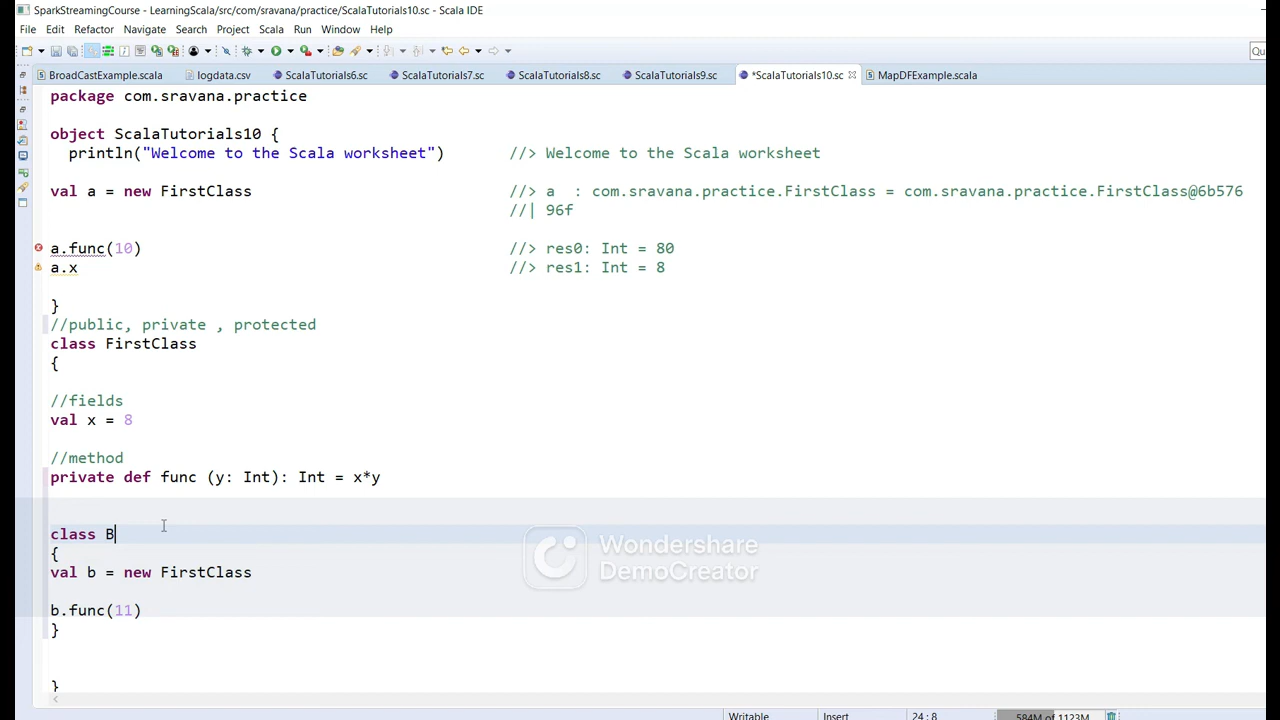 SparkStreamingCourse - LearningScala/src/com/sravana/practice/ScalaTutorials10.sc - Scala IDE
File Edit Refactor Navigate Search Project Scala Run Window Help
Qu
BroadCastExample.scala logdata.csv ScalaTutorials6.sc ScalaTutorials7.sc ScalaTutorials8.sc ScalaTutorials9.sc *ScalaTutorials10.sc MapDFExample.scala
package com.sravana.practice
object ScalaTutorials10 {
println("Welcome to the Scala worksheet") //> Welcome to the Scala worksheet
val a = new FirstClass //> a : com.sravana.practice.FirstClass = com.sravana.practice.FirstClass@6b576
//| 96f
a.func(10) //> res0: Int = 80
a.x //> res1: Int = 8
}
//public, private , protected
class FirstClass
{
//fields
val x = 8
//method
private def func (y: Int): Int = x*y
class B
{
val b = new FirstClass
b.func(11)
}
}
Wondershare
DemoCreator
Writable Insert 24 : 8 584M of 1123M